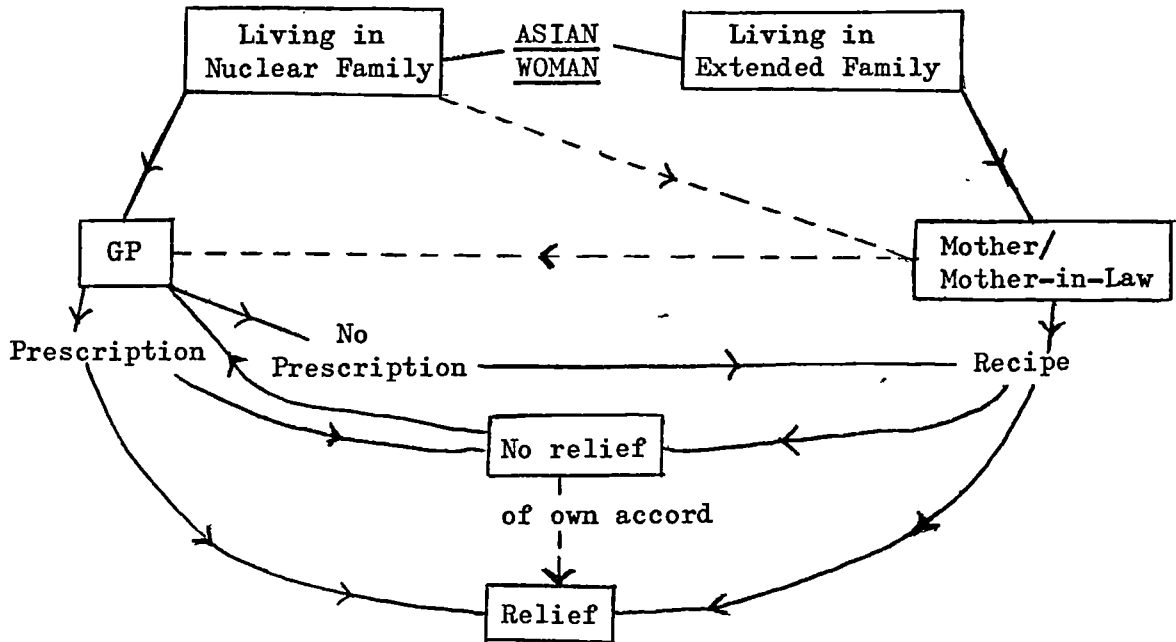 Living in
Nuclear Family
ASIAN
WOMAN
Living in
Extended Family
GP
Mother/
Mother-in-Law
Prescription
No
Prescription
Recipe
No relief
of own accord
Relief